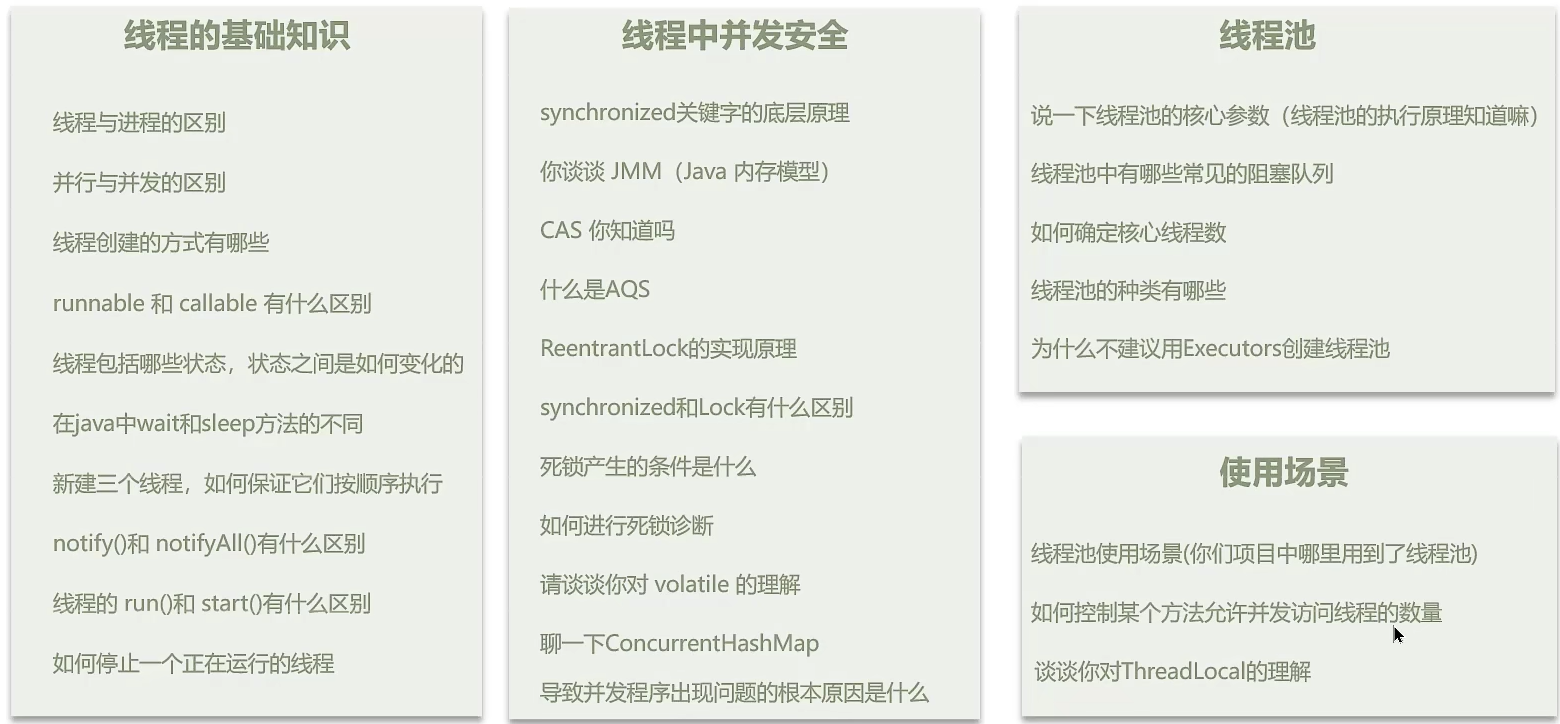 线程的基础知识
线程与进程的区别
并行与并发的区别
线程创建的方式有哪些
runnable 和 callable 有什么区别
线程包括哪些状态，状态之间是如何变化的
在java中wait和sleep方法的不同
新建三个线程，如何保证它们按顺序执行
notify()和 notifyAll()有什么区别
线程的 run()和 start()有什么区别
如何停止一个正在运行的线程
线程中并发安全
synchronized关键字的底层原理
你谈谈 JMM（Java 内存模型）
CAS 你知道吗
什么是AQS
ReentrantLock的实现原理
synchronized和Lock有什么区别
死锁产生的条件是什么
如何进行死锁诊断
请谈谈你对 volatile 的理解
聊一下ConcurrentHashMap
导致并发程序出现问题的根本原因是什么
线程池
说一下线程池的核心参数（线程池的执行原理知道嘛）
线程池中有哪些常见的阻塞队列
如何确定核心线程数
线程池的种类有哪些
为什么不建议用Executors创建线程池
使用场景
线程池使用场景(你们项目中哪里用到了线程池)
如何控制某个方法允许并发访问线程的数量
谈谈你对ThreadLocal的理解